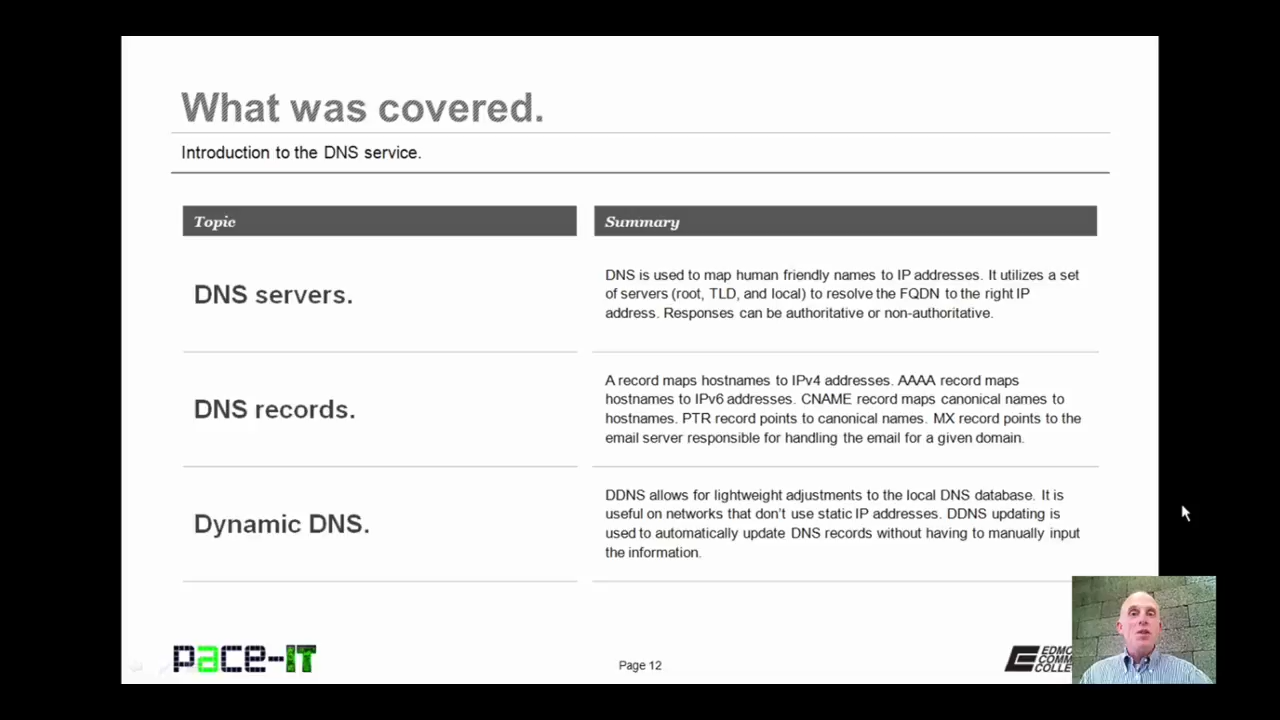 What was covered.
Introduction to the DNS service.
Topic
Summary
DNS servers.
DNS is used to map human friendly names to IP addresses. It utilizes a set
of servers (root, TLD, and local) to resolve the FQDN to the right IP
address. Responses can be authoritative or non-authoritative.
DNS records.
A record maps hostnames to IPv4 addresses. AAAA record maps
hostnames to IPv6 addresses. CNAME record maps canonical names to
hostnames. PTR record points to canonical names. MX record points to the
email server responsible for handling the email for a given domain.
Dynamic DNS.
DDNS allows for lightweight adjustments to the local DNS database. It is
useful on networks that don't use static IP addresses. DDNS updating is
used to automatically update DNS records without having to manually input
the information.
pace-IT
Page 12